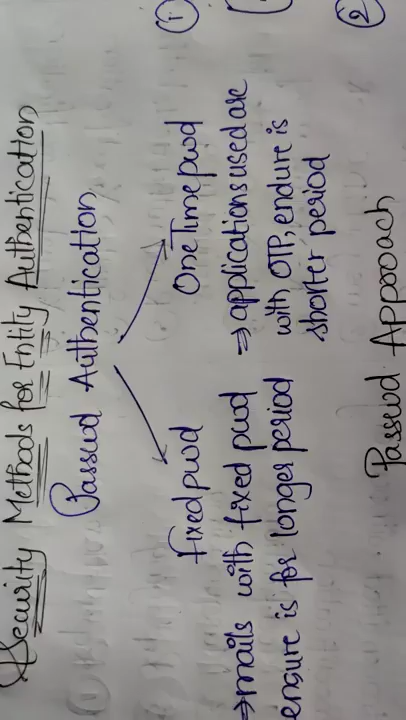 Security Methods for Entity Authentication
Passwd Authentication
fixed pwd
One Time pwd
⇒ mails with fixed pwd
ensure is for longer period
⇒ applications used are
with OTP, endure is
shorter period
Passwd Approach
①
②